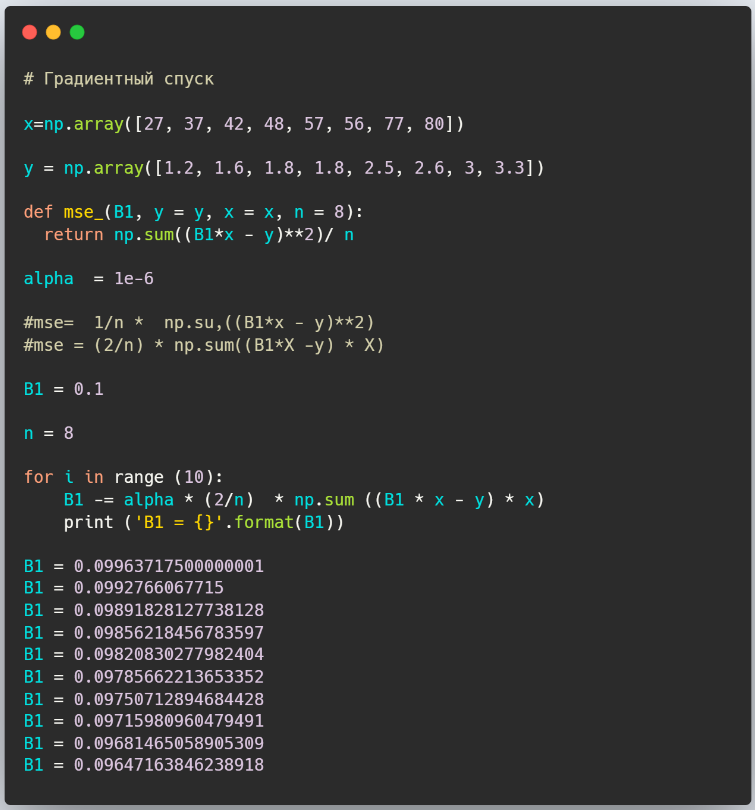 # Градиентный спуск
x=np.array([27, 37, 42, 48, 57, 56, 77, 80])
y = np.array([1.2, 1.6, 1.8, 1.8, 2.5, 2.6, 3, 3.3])
def mse_(B1, y = y, x = x, n = 8):
  return np.sum((B1*x - y)**2)/ n
alpha  = 1e-6
#mse=  1/n *  np.su,((B1*x - y)**2)
#mse = (2/n) * np.sum((B1*X -y) * X)
B1 = 0.1
n = 8
for i in range (10):
    B1 -= alpha * (2/n)  * np.sum ((B1 * x - y) * x)
    print ('B1 = {}'.format(B1))
B1 = 0.09963717500000001
B1 = 0.0992766067715
B1 = 0.09891828127738128
B1 = 0.09856218456783597
B1 = 0.09820830277982404
B1 = 0.09785662213653352
B1 = 0.09750712894684428
B1 = 0.09715980960479491
B1 = 0.09681465058905309
B1 = 0.09647163846238918